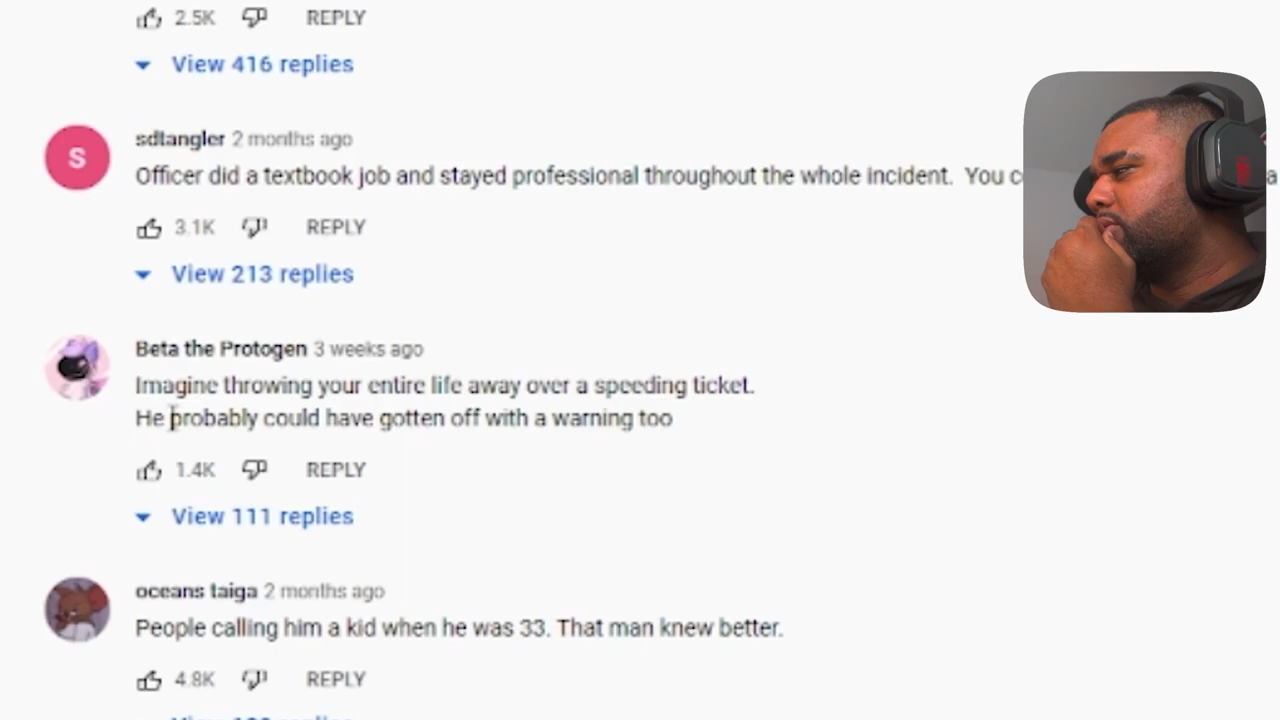 2.5K REPLY
View 416 replies
S
sdtangler 2 months ago
Officer did a textbook job and stayed professional throughout the whole incident. You
3.1K REPLY
View 213 replies
Beta the Protogen 3 weeks ago
Imagine throwing your entire life away over a speeding ticket.
He probably could have gotten off with a warning too
1.4K REPLY
View 111 replies
oceans taiga 2 months ago
People calling him a kid when he was 33. That man knew better.
4.8K REPLY